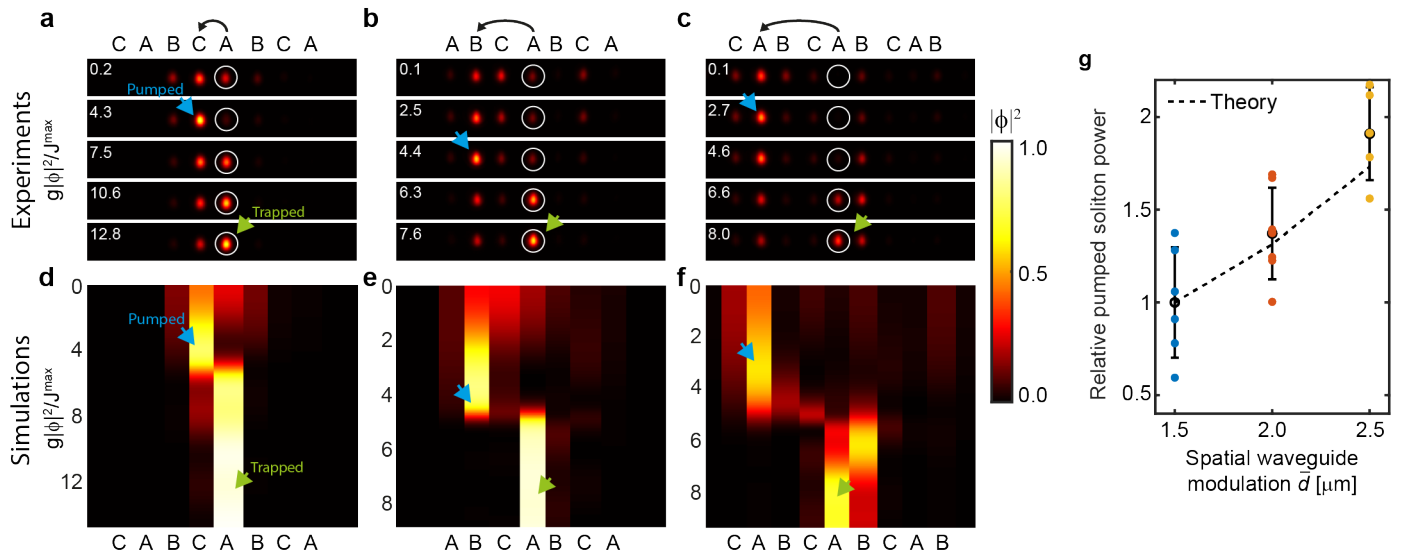 a
C A B C A B C A
0.2
Pumped
4.3
7.5
10.6
Trapped
12.8
Experiments
g|ϕ|²/Jᵐᵃˣ
b
A B C A B C A
0.1
2.5
4.4
6.3
7.6
c
C A B C A B C A B
0.1
2.7
4.6
6.6
8.0
|ϕ|²
1.0
0.5
0.0
d
0
4
8
12
Pumped
Trapped
Simulations
g|ϕ|²/Jᵐᵃˣ
C A B C A B C A
e
0
2
4
6
8
A B C A B C A
f
0
2
4
6
8
C A B C A B C A B
g
Theory
Relative pumped soliton power
2
1.5
1
0.5
1.5 2.0 2.5
Spatial waveguide
modulation d̅ [μm]